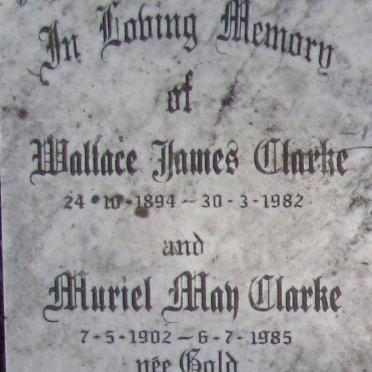 In Loving Memory
of
Wallace James Clarke
24-10-1894 - 30-3-1982
and
Muriel May Clarke
7-5-1902 - 6-7-1985
née Gold